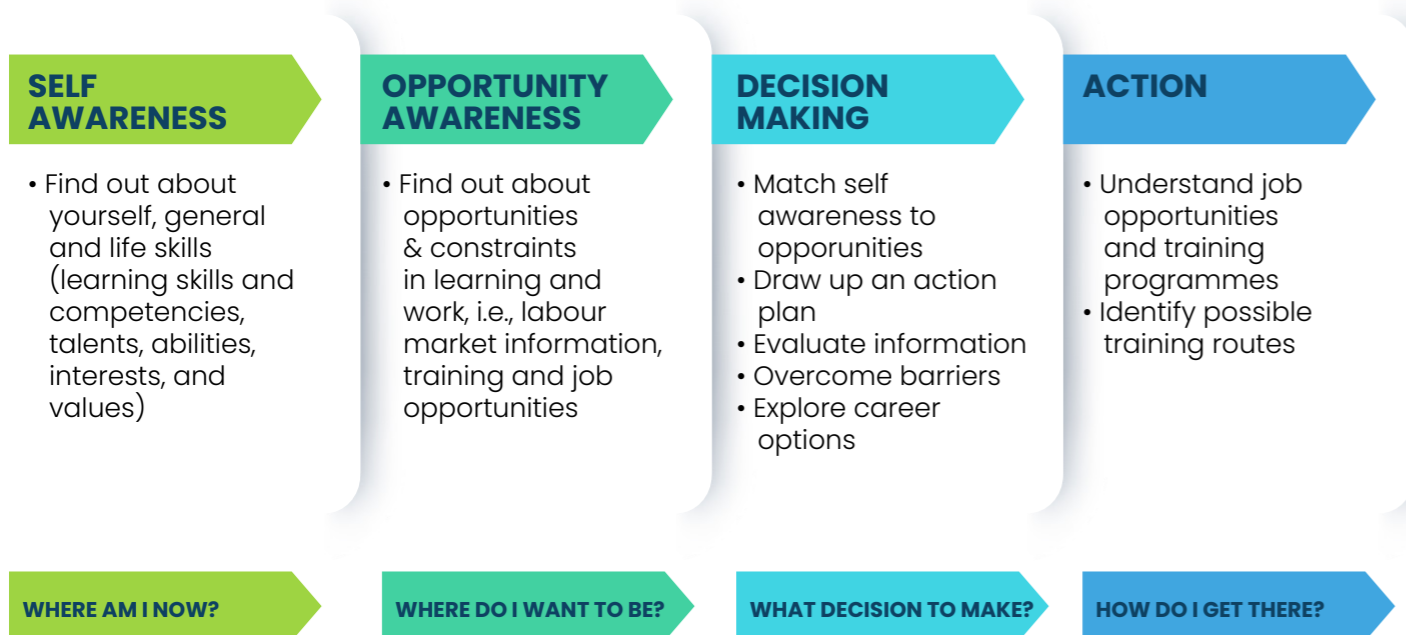 SELF
AWARENESS
• Find out about
yourself, general
and life skills
(learning skills and
competencies,
talents, abilities,
interests, and
values)
WHERE AM I NOW?
OPPORTUNITY
AWARENESS
• Find out about
opportunities
& constraints
in learning and
work, i.e., labour
market information,
training and job
opportunities
WHERE DO I WANT TO BE?
DECISION
MAKING
• Match self
awareness to
opporunities
• Draw up an action
plan
• Evaluate information
• Overcome barriers
• Explore career
options
WHAT DECISION TO MAKE?
ACTION
• Understand job
opportunities
and training
programmes
• Identify possible
training routes
HOW DO I GET THERE?